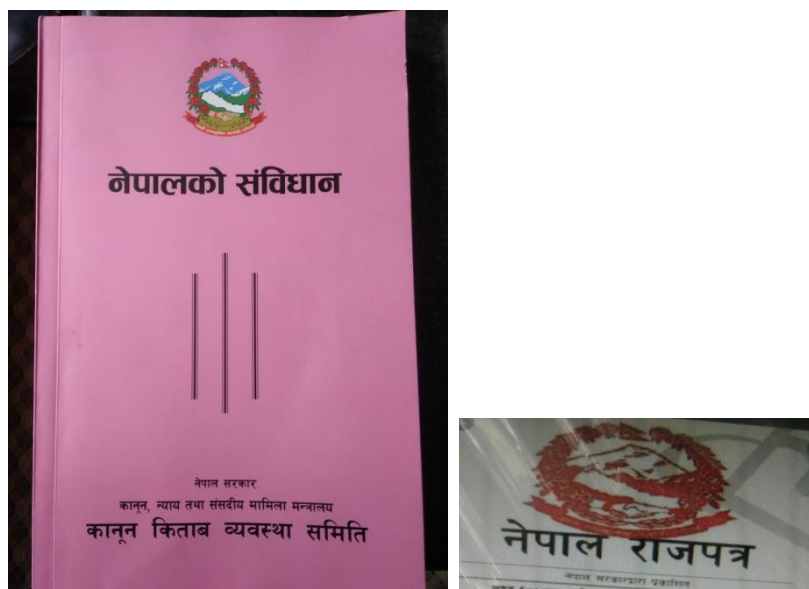 नेपालको संविधान
नेपाल सरकार
कानून, न्याय तथा संसदीय मामिला मन्त्रालय
कानून किताब व्यवस्था समिति
नेपाल राजपत्र
नेपाल सरकारद्वारा प्रकाशित